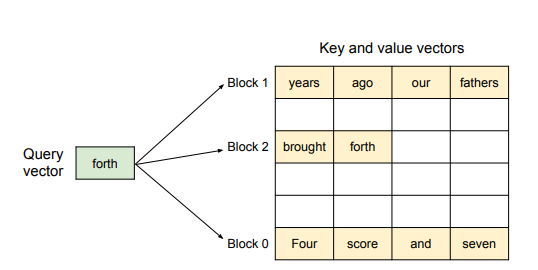 Key and value vectors
Block 1 years ago our fathers
Query vector forth
Block 2 brought forth
Block 0 Four score and seven